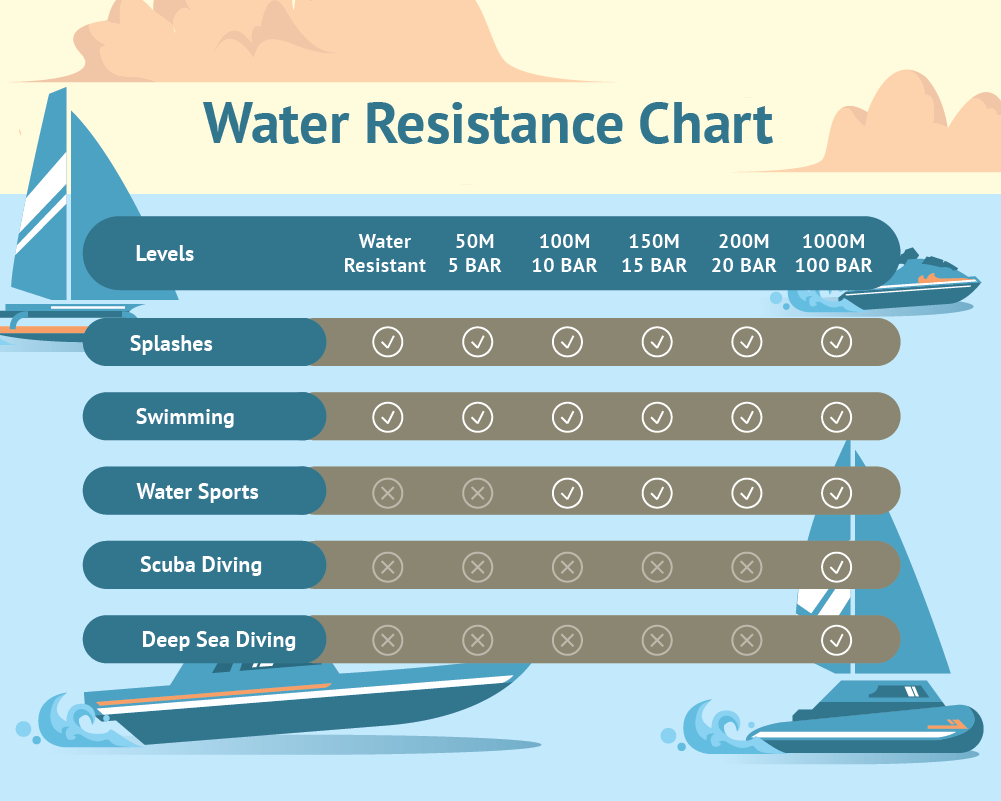 Water Resistance Chart
Levels
Water Resistant
50M 5 BAR
100M 10 BAR
150M 15 BAR
200M 20 BAR
1000M 100 BAR
Splashes
Swimming
Water Sports
Scuba Diving
Deep Sea Diving